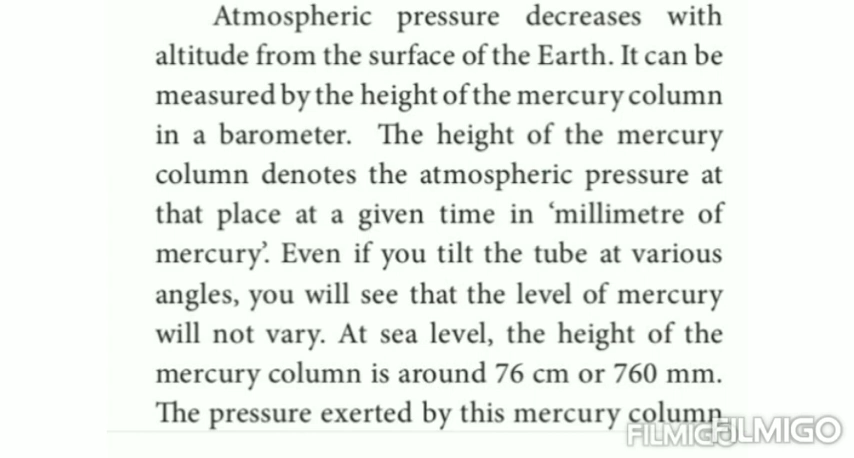 Atmospheric pressure decreases with
altitude from the surface of the Earth. It can be
measured by the height of the mercury column
in a barometer. The height of the mercury
column denotes the atmospheric pressure at
that place at a given time in ‘millimetre of
mercury’. Even if you tilt the tube at various
angles, you will see that the level of mercury
will not vary. At sea level, the height of the
mercury column is around 76 cm or 760 mm.
The pressure exerted by this mercury column
FILMIGO FILMIGO